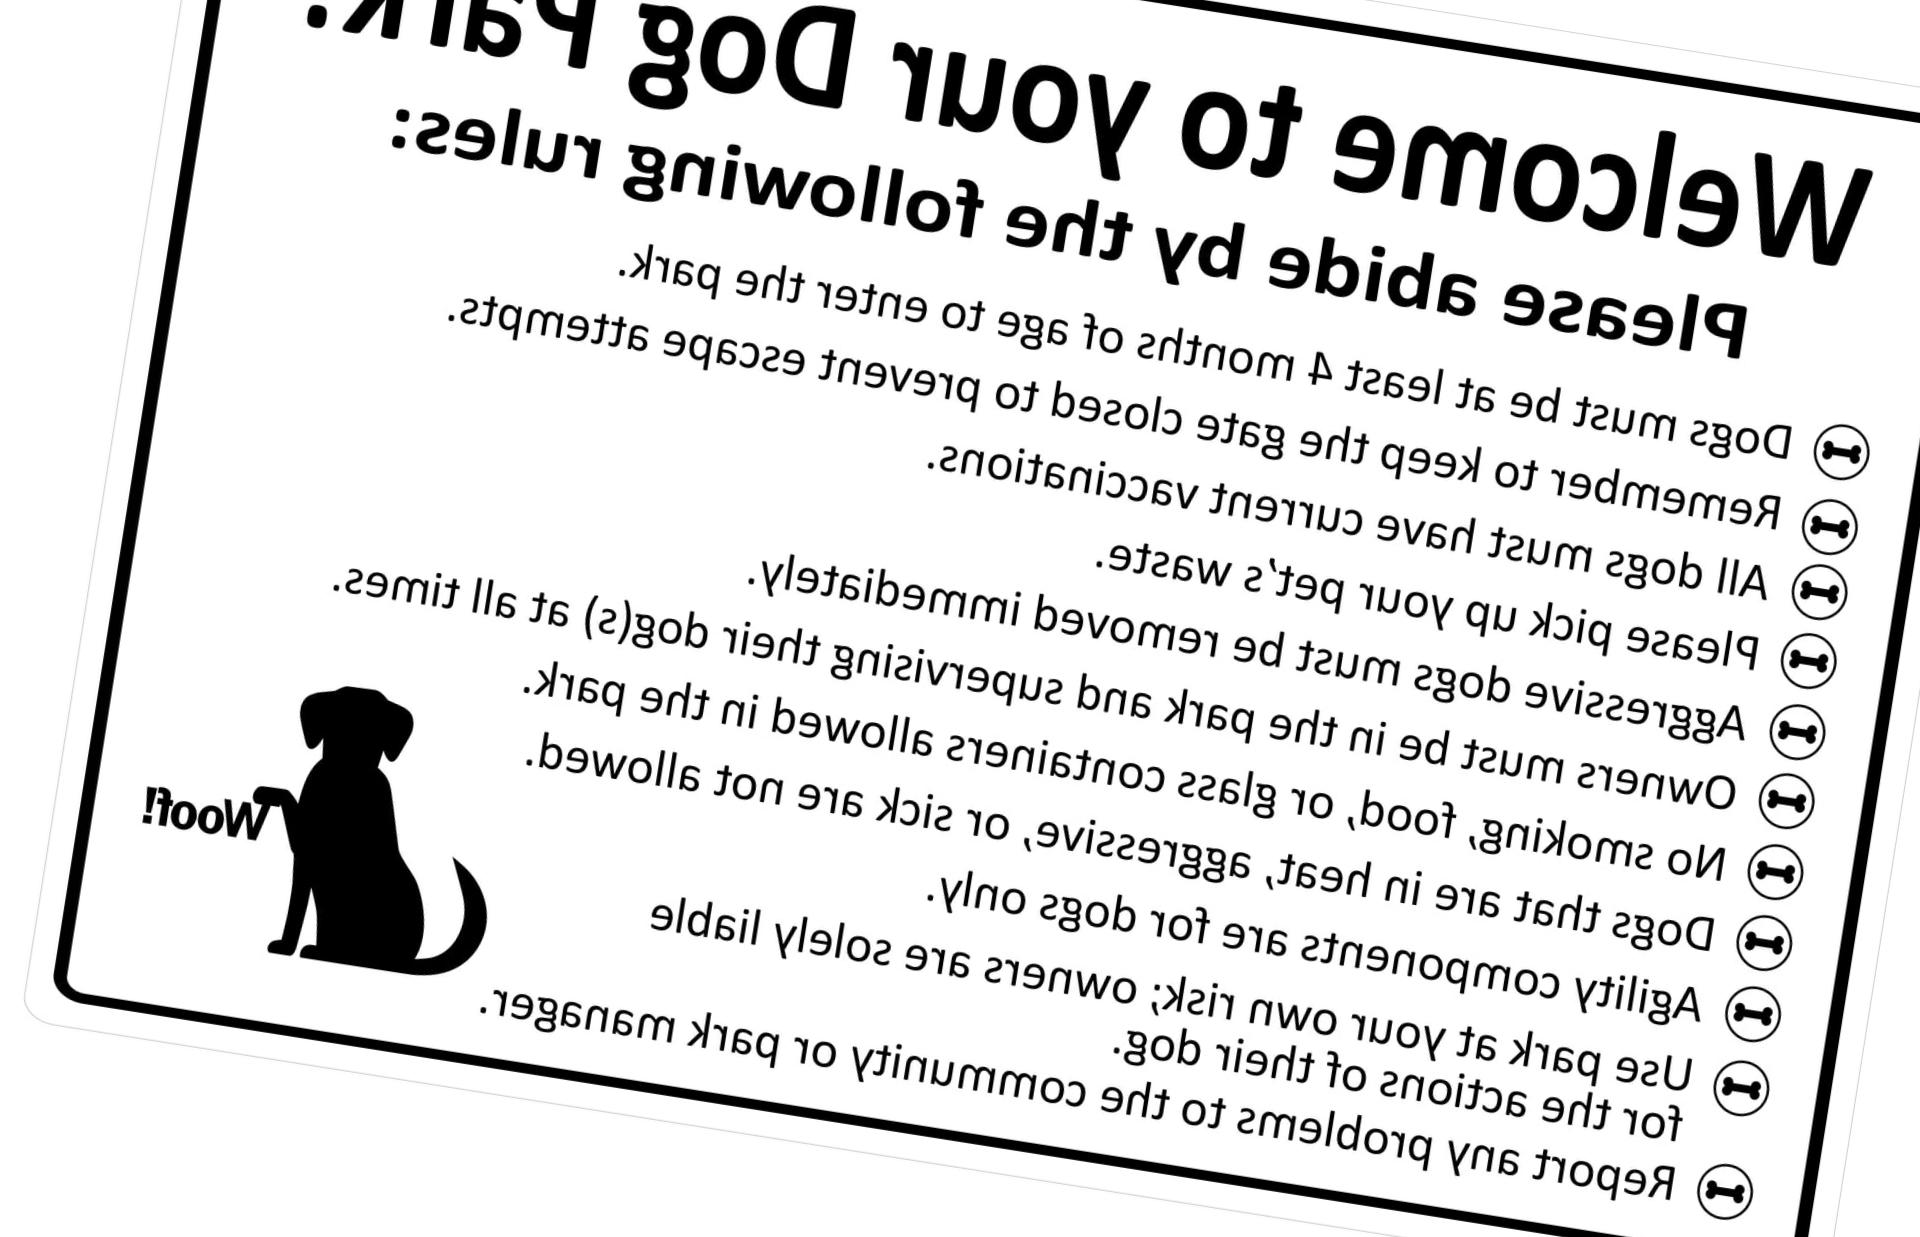 Welcome to your Dog Park!
Please abide by the following rules:
Dogs must be at least 4 months of age to enter the park.
Remember to keep the gate closed to prevent escape attempts.
All dogs must have current vaccinations.
Please pick up your pet's waste.
Aggressive dogs must be removed immediately.
Owners must be in the park and supervising their dog(s) at all times.
No smoking, food, or glass containers allowed in the park.
Dogs that are in heat, aggressive, or sick are not allowed.
Agility components are for dogs only.
Use park at your own risk; owners are solely liable
for the actions of their dog.
Report any problems to the community or park manager.
Woof!